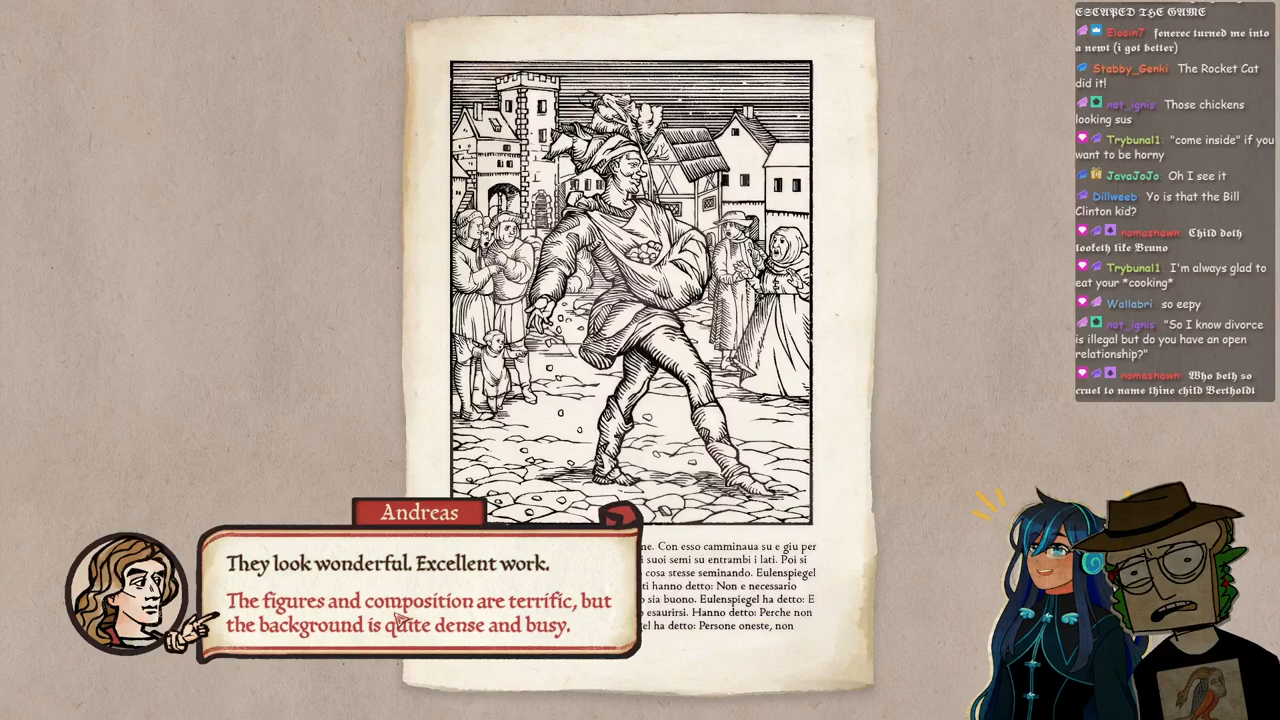 ESCAPED THE GAME
Elocin7 fenerec turned me into
a newt (i got better)
Stabby_Genki The Rocket Cat
did it!
not_ignis: Those chickens
looking sus
Trybunal1: "come inside" if you
want to be horny
JavaJoJo: Oh I see it
Dillweeb: Yo is that the Bill
Clinton kid?
nomashawn: Child doth
looketh like Bruno
Trybunal1: I'm always glad to
eat your *cooking*
Wallabri so eepy
not_ignis: "So I know divorce
is illegal but do you have an open
relationship?"
nomashawn: Who beth so
cruel to name thine child Bertholdt
Andreas
They look wonderful. Excellent work.
The figures and composition are terrific, but
the background is quite dense and busy.
ne. Con esso camminaua su e giu per
i suoi semi su entrambi i lati. Poi si
cosa stesse seminando. Eulenspiegel
ti hanno detto: Non e necessario
sia buono. Eulenspiegel ha detto: E
esaurirsi. Hanno detto: Perche non
el ha detto: Persone oneste, non